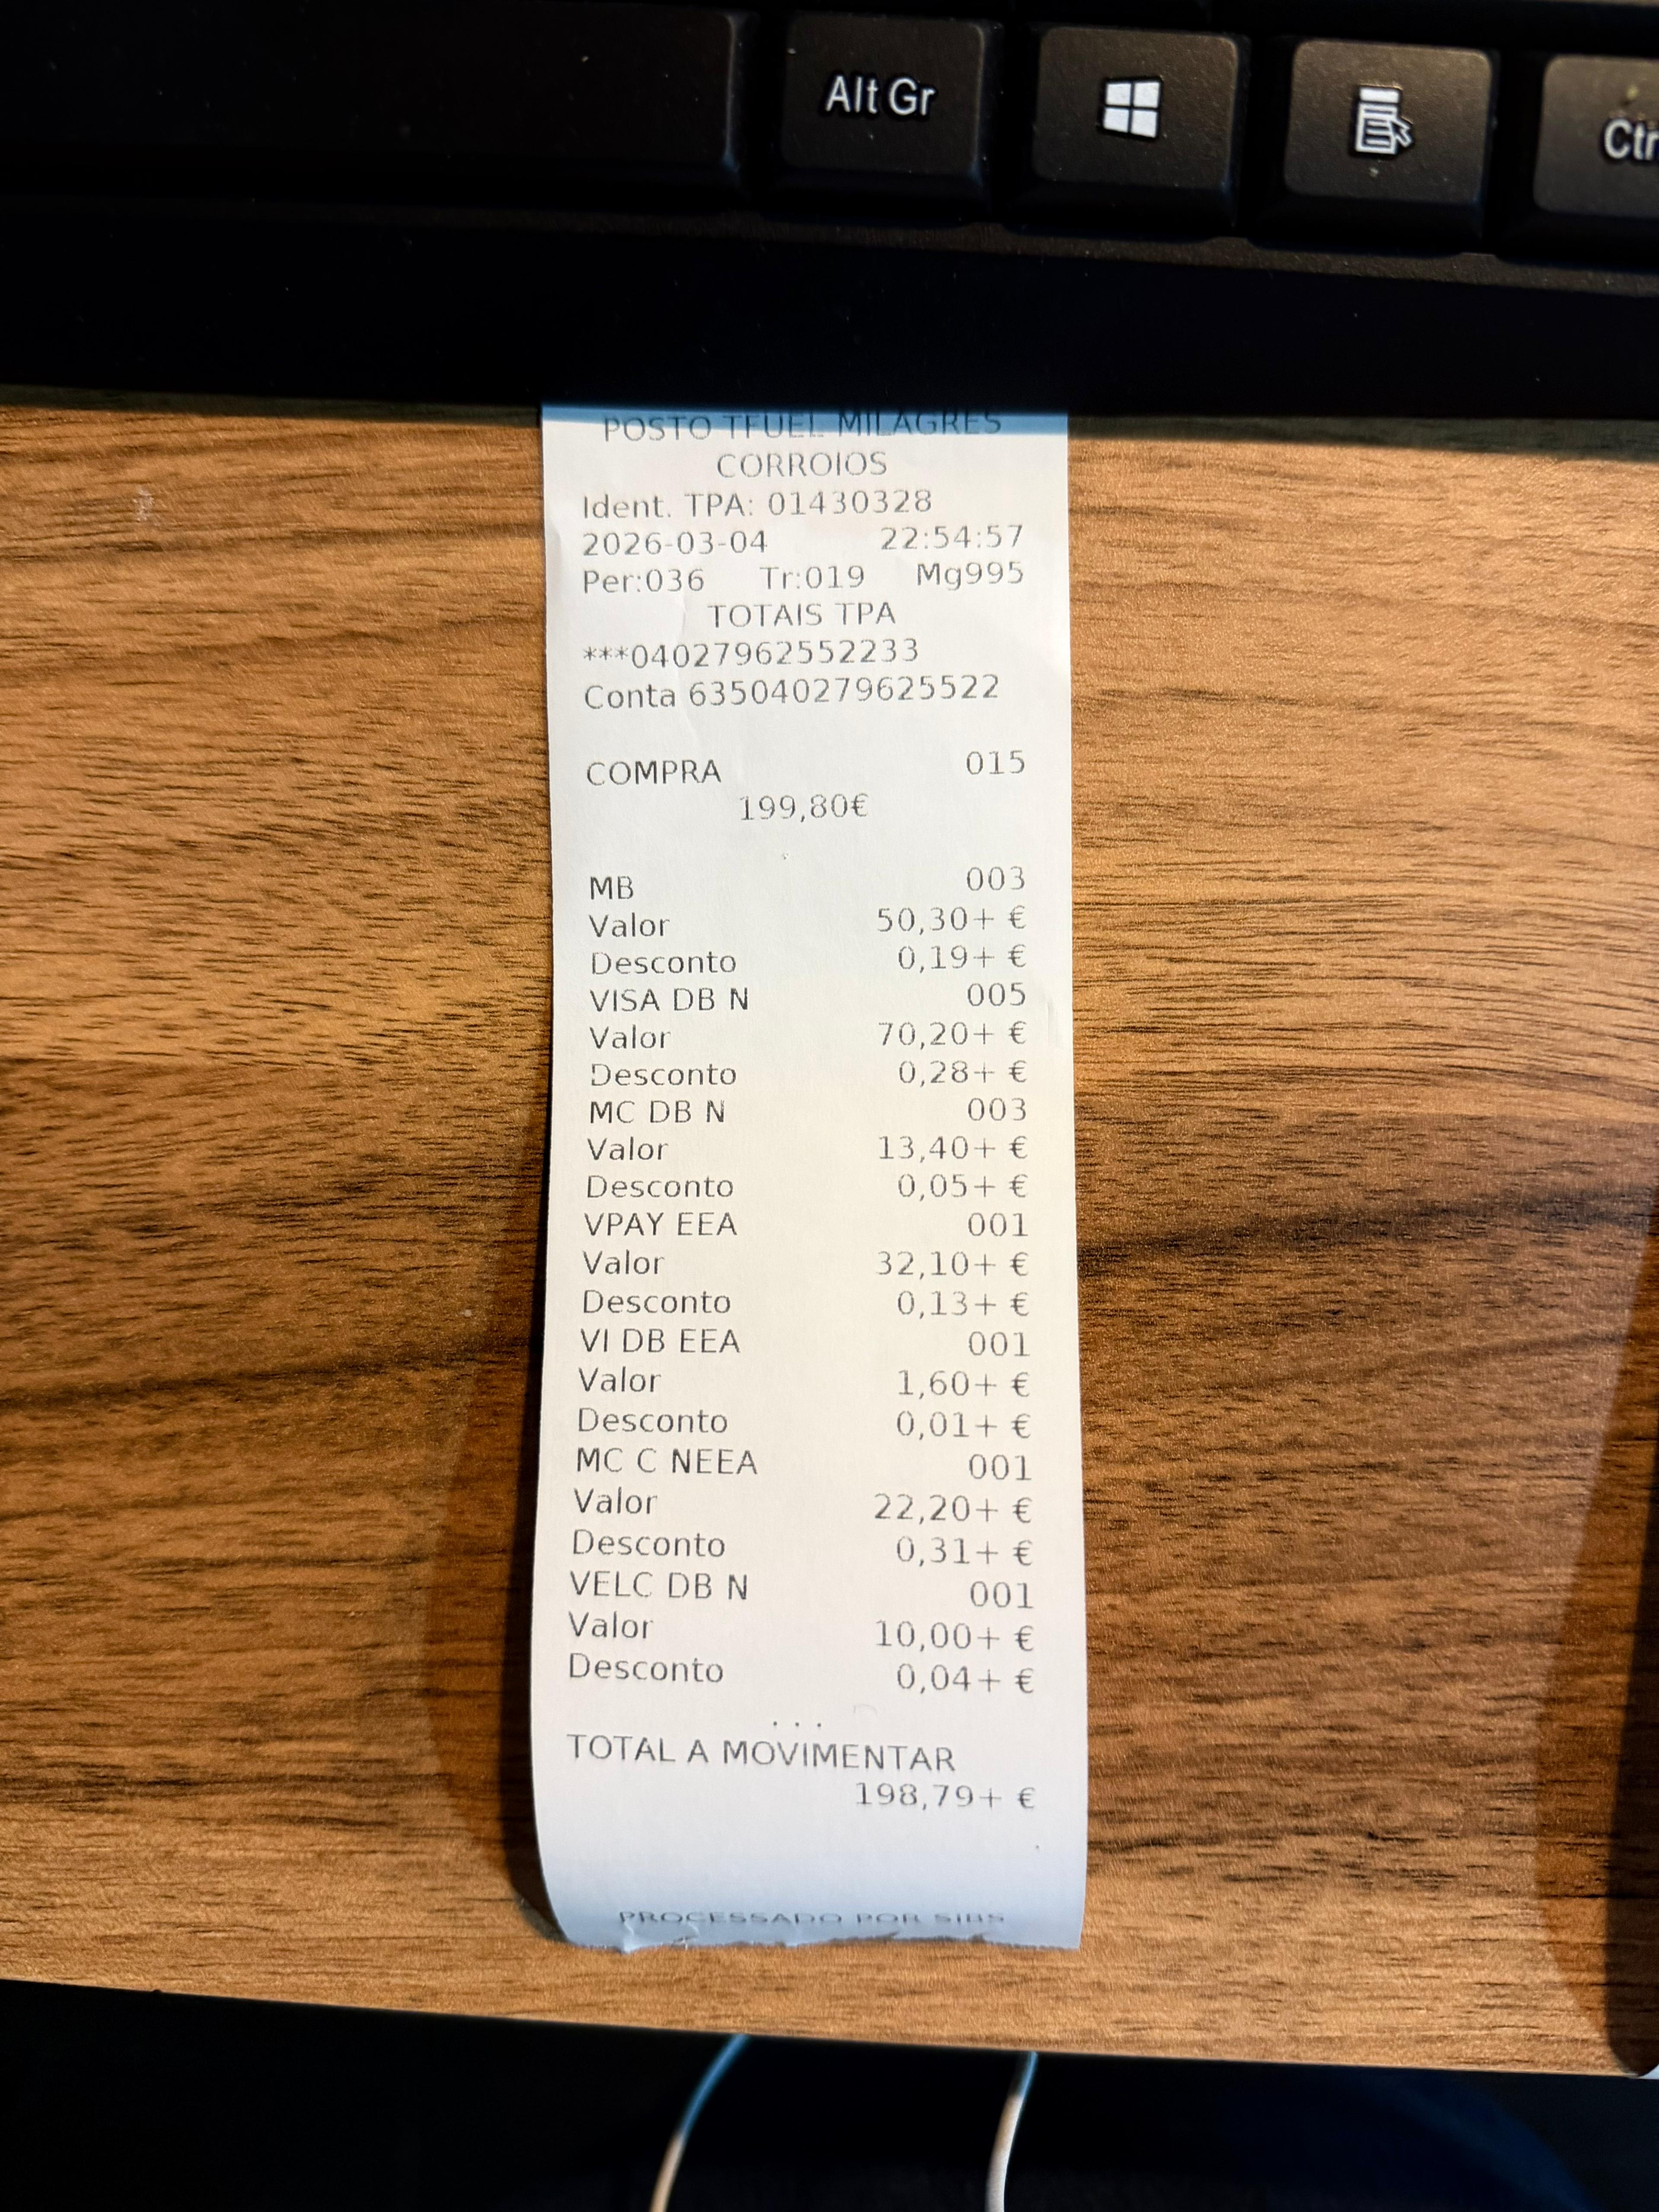 Alt Gr
Ctr
POSTO TFUEL MILAGRES
CORROIOS
Ident. TPA: 01430328
2026-03-04 22:54:57
Per:036 Tr:019 Mg995
TOTAIS TPA
***04027962552233
Conta 635040279625522
COMPRA 015
199,80€
MB 003
Valor 50,30+ €
Desconto 0,19+ €
VISA DB N 005
Valor 70,20+ €
Desconto 0,28+ €
MC DB N 003
Valor 13,40+ €
Desconto 0,05+ €
VPAY EEA 001
Valor 32,10+ €
Desconto 0,13+ €
VI DB EEA 001
Valor 1,60+ €
Desconto 0,01+ €
MC C NEEA 001
Valor 22,20+ €
Desconto 0,31+ €
VELC DB N 001
Valor 10,00+ €
Desconto 0,04+ €
...
TOTAL A MOVIMENTAR
198,79+ €
PROCESSADO POR SIBS